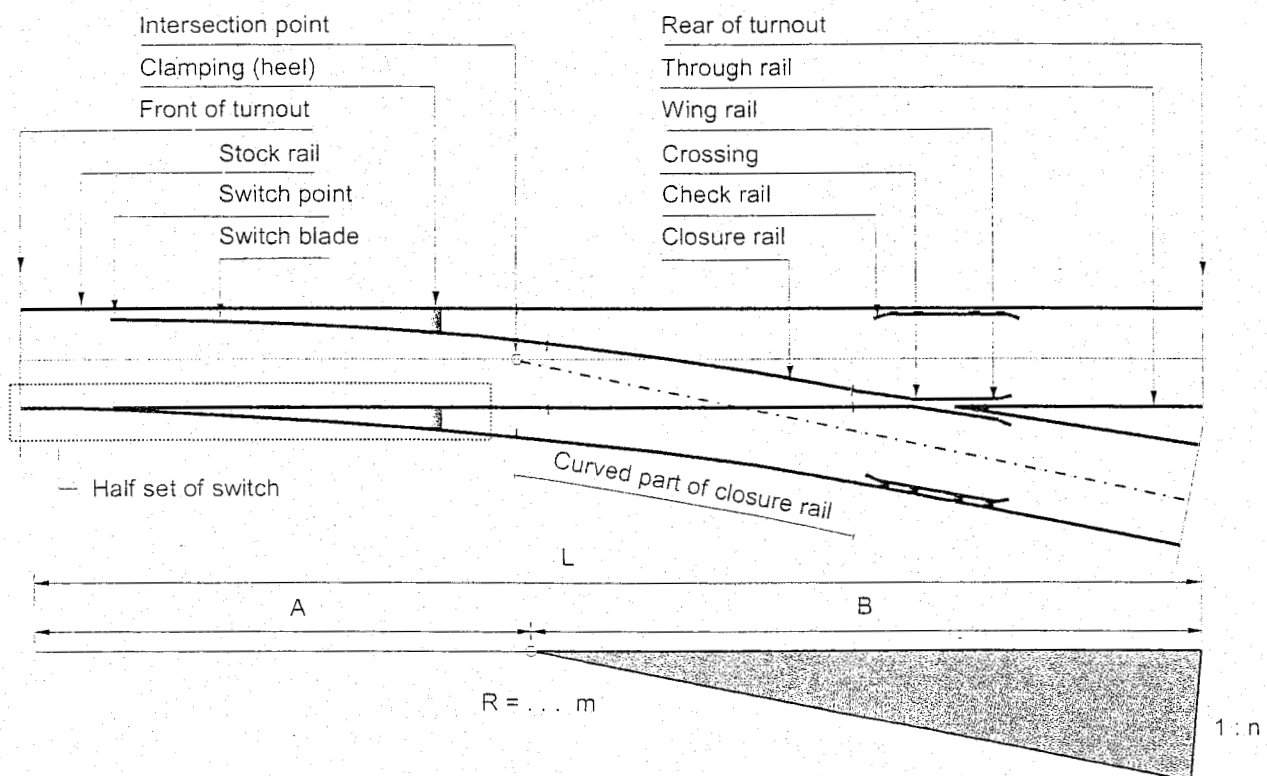 Intersection point
Clamping (heel)
Front of turnout
Stock rail
Switch point
Switch blade
Rear of turnout
Through rail
Wing rail
Crossing
Check rail
Closure rail
Half set of switch
Curved part of closure rail
L
A
B
R = . . . m
1 : n